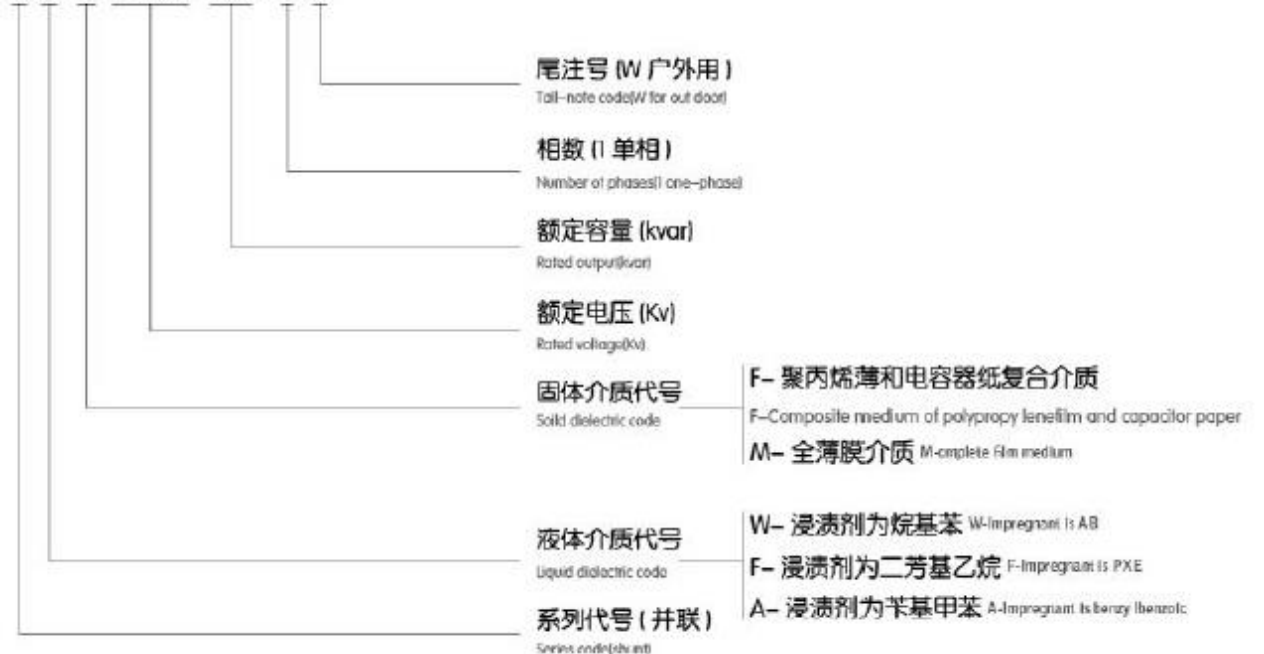 尾注号 (W 户外用)
Tail-note code(W for out door)
相数 (1 单相)
Number of phases(1 one-phase)
额定容量 (kvar)
Rated output(kvar)
额定电压 (Kv)
Rated voltage(Kv)
固体介质代号
Soild dielectric code
F- 聚丙烯薄和电容器纸复合介质
F-Composite medium of polypropy lenefilm and capacitor paper
M- 全薄膜介质 M-omplete Film medium
液体介质代号
Liquid dielectric code
W- 浸渍剂为烷基苯 W-Impregnant is AB
F- 浸渍剂为二芳基乙烷 F-Impregnant is PXE
A- 浸渍剂为苄基甲苯 A-Impregnant is benzy lbenzolc
系列代号 (并联)
Series code(shunt)